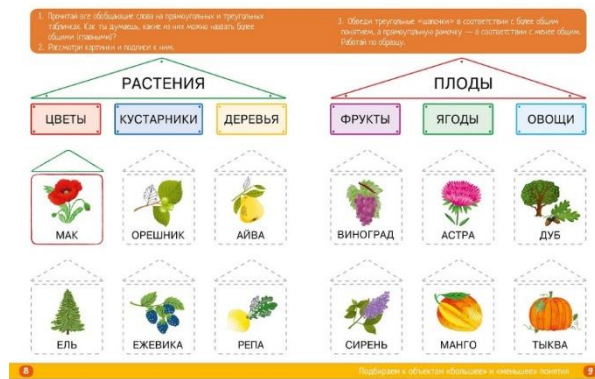 1. Прочитай все обобщающие слова на прямоугольных и треугольных
табличках. Как ты думаешь, какие из них можно назвать более
общими (главными)?
2. Рассмотри картинки и подписи к ним.
3. Обведи треугольные «шапочки» в соответствии с более общим
понятием, а прямоугольную рамочку — в соответствии с менее общим.
Работай по образцу.
РАСТЕНИЯ
ЦВЕТЫ КУСТАРНИКИ ДЕРЕВЬЯ
МАК ОРЕШНИК АЙВА
ЕЛЬ ЕЖЕВИКА РЕПА
8
ПЛОДЫ
ФРУКТЫ ЯГОДЫ ОВОЩИ
ВИНОГРАД АСТРА ДУБ
СИРЕНЬ МАНГО ТЫКВА
Подбираем к объектам «большее» и «меньшее» понятия 9